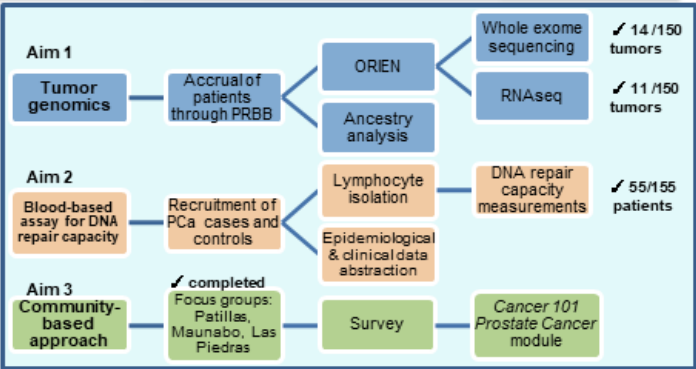 Aim 1
Tumor
genomics
Accrual of
patients
through PRBB
ORIEN
Ancestry
analysis
Whole exome
sequencing
RNAseq
✓ 14 /150
tumors
✓ 11 /150
tumors
Aim 2
Blood-based
assay for DNA
repair capacity
Recruitment of
PCa cases and
controls
Lymphocyte
isolation
Epidemiological
& clinical data
abstraction
DNA repair
capacity
measurements
✓ 55/155
patients
Aim 3
Community-
based
approach
✓ completed
Focus groups:
Patillas,
Maunabo, Las
Piedras
Survey
Cancer 101
Prostate Cancer
module